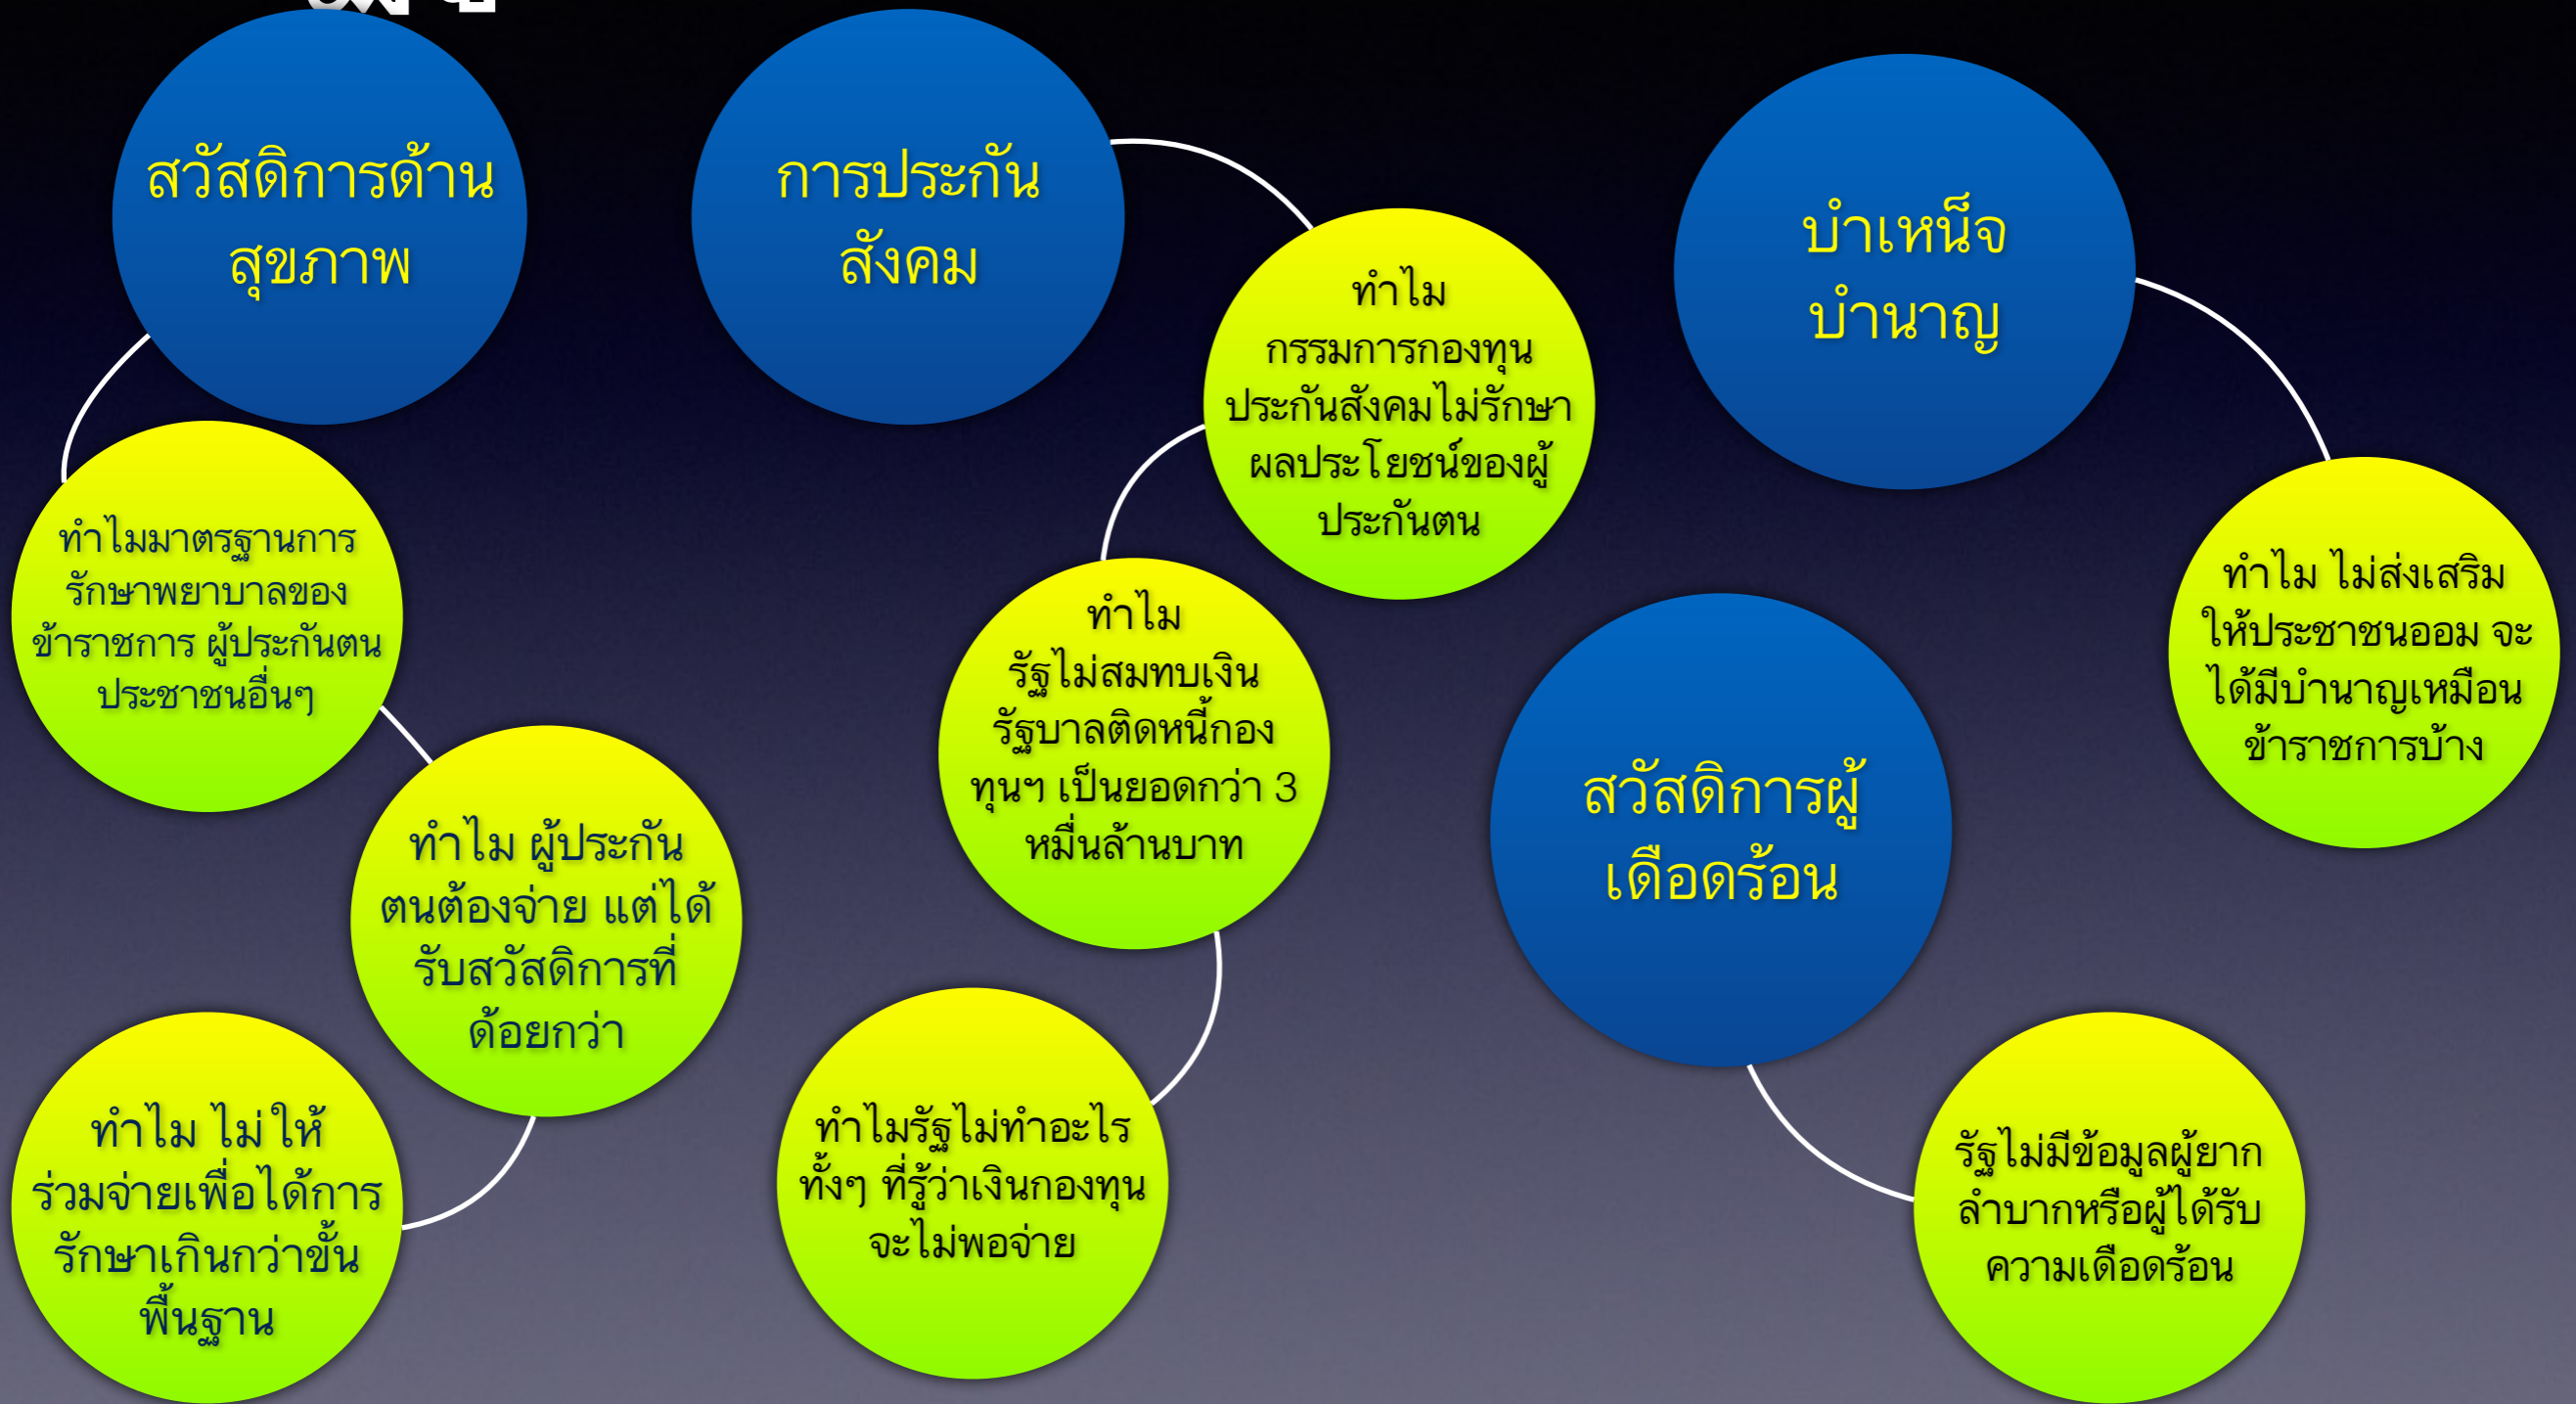 สวัสดิการด้าน
สุขภาพ
ทำไมมาตรฐานการ
รักษาพยาบาลของ
ข้าราชการ ผู้ประกันตน
ประชาชนอื่นๆ
ทำไม ผู้ประกัน
ตนต้องจ่าย แต่ได้
รับสวัสดิการที่
ด้อยกว่า
ทำไม ไม่ ให้
ร่วมจ่ายเพื่อได้การ
รักษาเกินกว่าขั้น
พื้นฐาน
การประกัน
สังคม
ทำไม
กรรมการกองทุน
ประกันสังคมไม่รักษา
ผลประโยชน์ของผู้
ประกันตน
ทำไม
รัฐไม่สมทบเงิน
รัฐบาลติดหนี้กอง
ทุนฯ เป็นยอดกว่า 3
หมื่นล้านบาท
ทำไมรัฐไม่ทำอะไร
ทั้งๆ ที่รู้ว่าเงินกองทุน
จะไม่พอจ่าย
บำเหน็จ
บำนาญ
ทำไม ไม่ส่งเสริม
ให้ประชาชนออม จะ
ได้มีบำนาญเหมือน
ข้าราชการบ้าง
สวัสดิการผู้
เดือดร้อน
รัฐไม่มีข้อมูลผู้ยาก
ลำบากหรือผู้ได้รับ
ความเดือดร้อน